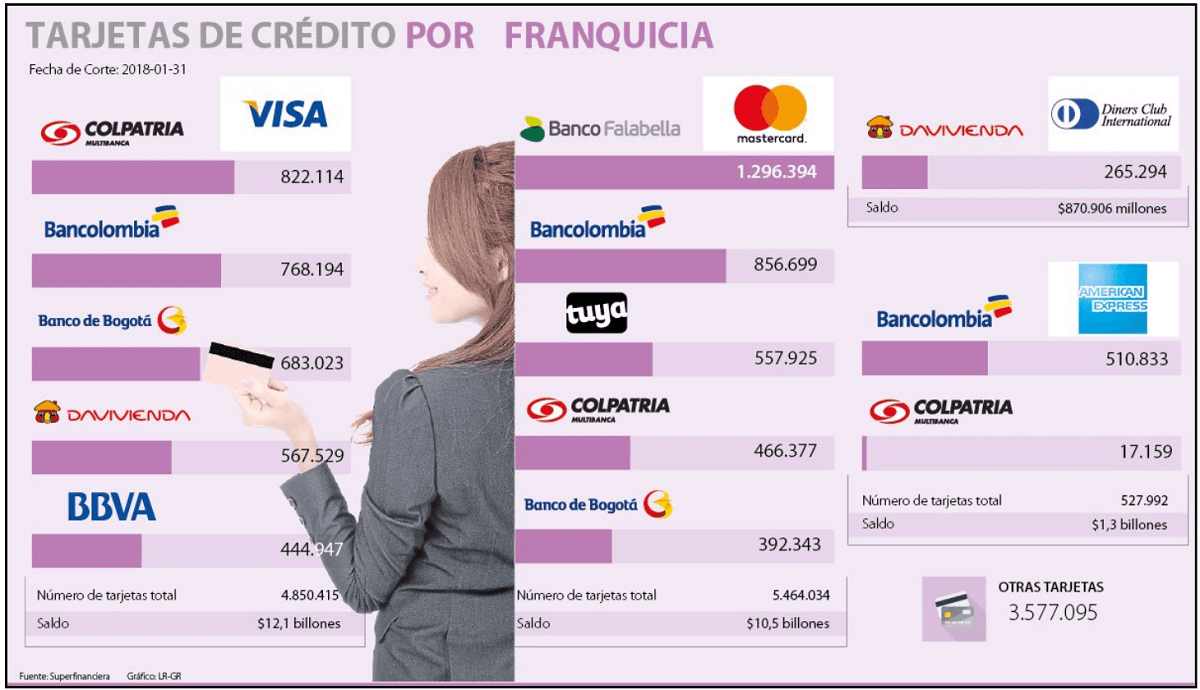 TARJETAS DE CRÉDITO POR FRANQUICIA
Fecha de Corte: 2018-01-31
VISA
COLPATRIA
MULTIBANCA
822.114
Bancolombia
768.194
Banco de Bogotá
683.023
DAVIVIENDA
567.529
BBVA
444.947
Número de tarjetas total 4.850.415
Saldo $12,1 billones
mastercard.
Banco Falabella
1.296.394
Bancolombia
856.699
tuya
557.925
COLPATRIA
MULTIBANCA
466.377
Banco de Bogotá
392.343
Número de tarjetas total 5.464.034
Saldo $10,5 billones
Diners Club
International
DAVIVIENDA
265.294
Saldo $870.906 millones
AMERICAN
EXPRESS
Bancolombia
510.833
COLPATRIA
MULTIBANCA
17.159
Número de tarjetas total 527.992
Saldo $1,3 billones
OTRAS TARJETAS
3.577.095
Fuente: Superfinanciera Gráfico: LR-GR